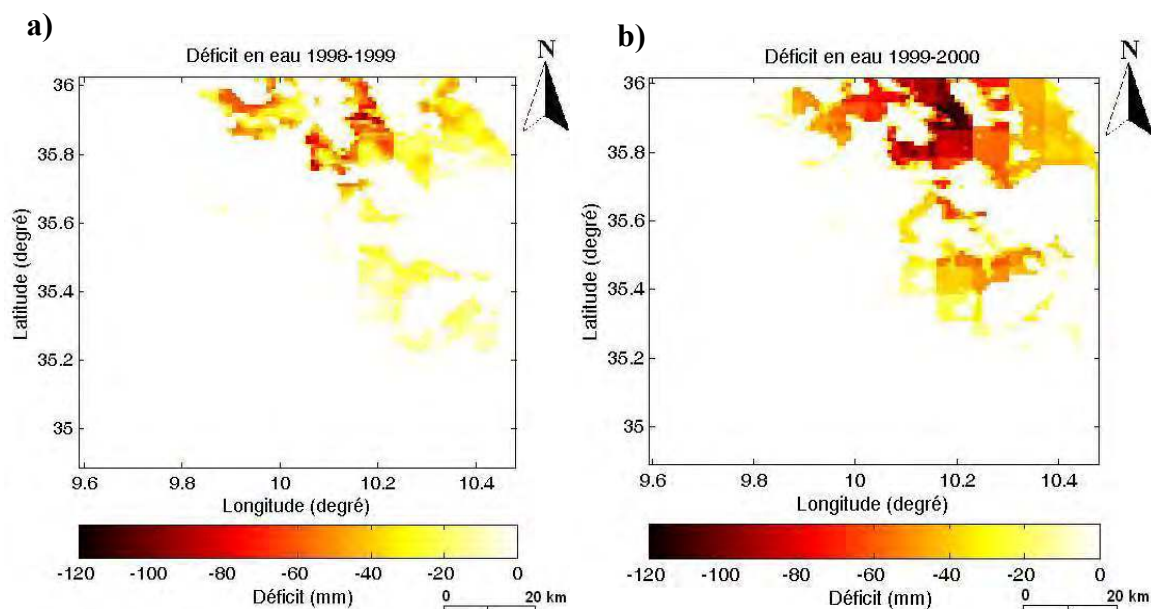 a)
Déficit en eau 1998-1999
N
36
35.8
35.6
35.4
35.2
35
Latitude (degré)
9.6 9.8 10 10.2 10.4
Longitude (degré)
-120 -100 -80 -60 -40 -20 0
Déficit (mm)
0 20 km
b)
Déficit en eau 1999-2000
N
36
35.8
35.6
35.4
35.2
35
Latitude (degré)
9.6 9.8 10 10.2 10.4
Longitude (degré)
-120 -100 -80 -60 -40 -20 0
Déficit (mm)
0 20 km